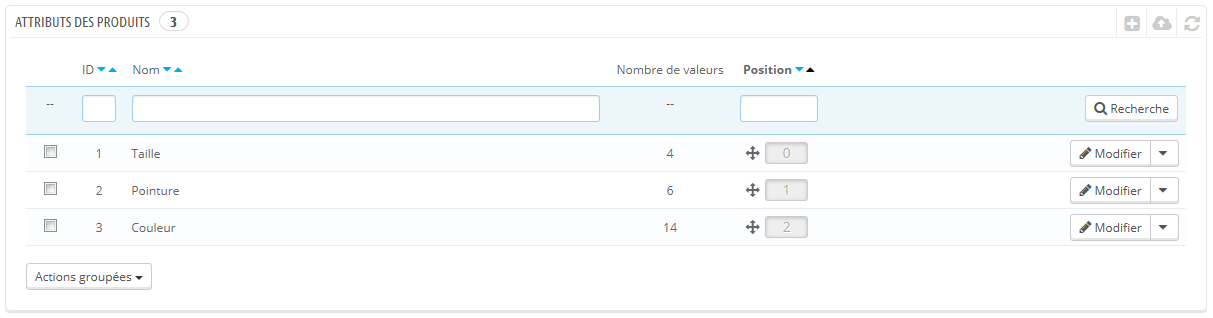 ATTRIBUTS DES PRODUITS 3
ID Nom Nombre de valeurs Position
-- -- Recherche
1 Taille 4 0 Modifier
2 Pointure 6 1 Modifier
3 Couleur 14 2 Modifier
Actions groupées